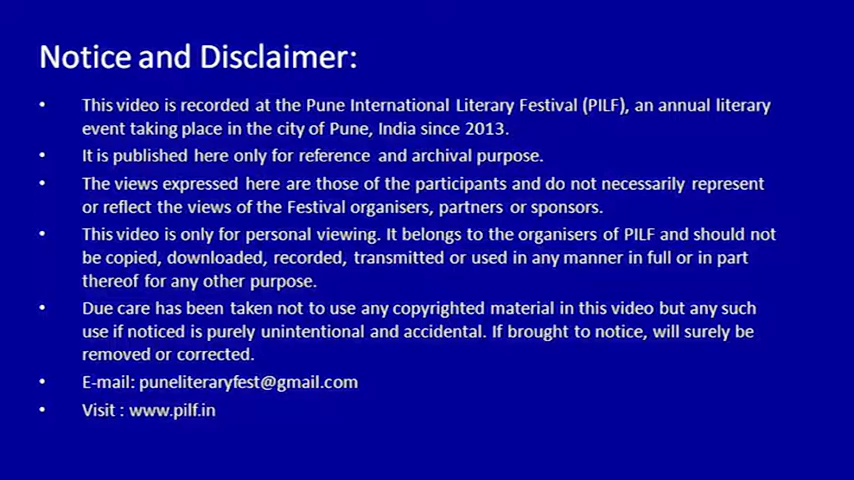 Notice and Disclaimer:
• This video is recorded at the Pune International Literary Festival (PILF), an annual literary
event taking place in the city of Pune, India since 2013.
• It is published here only for reference and archival purpose.
• The views expressed here are those of the participants and do not necessarily represent
or reflect the views of the Festival organisers, partners or sponsors.
• This video is only for personal viewing. It belongs to the organisers of PILF and should not
be copied, downloaded, recorded, transmitted or used in any manner in full or in part
thereof for any other purpose.
• Due care has been taken not to use any copyrighted material in this video but any such
use if noticed is purely unintentional and accidental. If brought to notice, will surely be
removed or corrected.
• E-mail: puneliteraryfest@gmail.com
• Visit : www.pilf.in